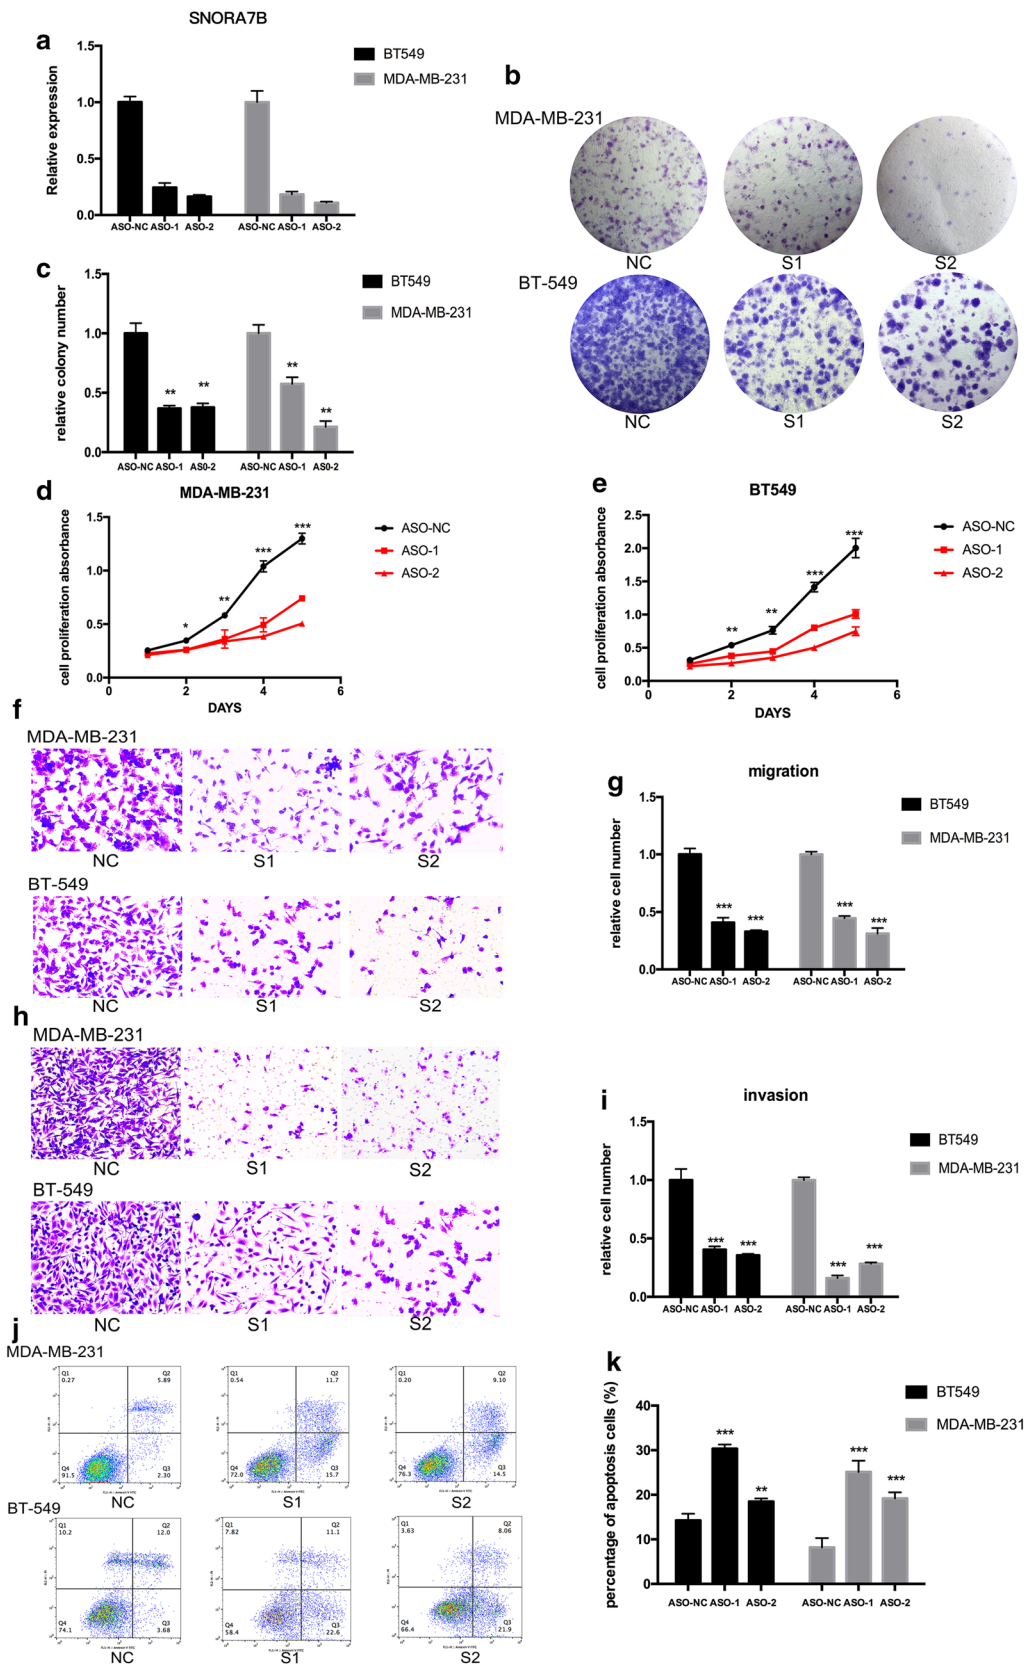 SNORA7B
a
Relative expression
1.5
1.0
0.5
0.0
ASO-NC ASO-1 ASO-2 ASO-NC ASO-1 ASO-2
BT549
MDA-MB-231
b
MDA-MB-231
NC S1 S2
BT-549
NC S1 S2
c
relative colony number
1.5
1.0
0.5
0.0
** ** ** **
ASO-NC ASO-1 AS0-2 ASO-NC ASO-1 AS0-2
BT549
MDA-MB-231
d
MDA-MB-231
cell proliferation absorbance
1.5
1.0
0.5
0.0
* ** *** ***
0 2 4 6
DAYS
ASO-NC
ASO-1
ASO-2
e
BT549
cell proliferation absorbance
2.5
2.0
1.5
1.0
0.5
0.0
** ** *** ***
0 2 4 6
DAYS
ASO-NC
ASO-1
ASO-2
f
MDA-MB-231
NC S1 S2
BT-549
NC S1 S2
g
migration
relative cell number
1.5
1.0
0.5
0.0
*** *** *** ***
ASO-NC ASO-1 ASO-2 ASO-NC ASO-1 ASO-2
BT549
MDA-MB-231
h
MDA-MB-231
NC S1 S2
BT-549
NC S1 S2
i
invasion
relative cell number
1.5
1.0
0.5
0.0
*** *** *** ***
ASO-NC ASO-1 ASO-2 ASO-NC ASO-1 ASO-2
BT549
MDA-MB-231
j
MDA-MB-231
Q1 0.27 Q2 5.89
Q4 91.5 Q3 2.30
NC
Q1 0.54 Q2 11.7
Q4 72.0 Q3 15.7
S1
Q1 0.20 Q2 9.10
Q4 76.3 Q3 14.5
S2
BT-549
Q1 10.2 Q2 12.0
Q4 74.1 Q3 3.68
NC
Q1 7.82 Q2 11.1
Q4 58.4 Q3 22.6
S1
Q1 3.63 Q2 8.06
Q4 66.4 Q3 21.9
S2
k
percentage of apoptosis cells (%)
40
30
20
10
0
*** ** *** ***
ASO-NC ASO-1 ASO-2 ASO-NC ASO-1 ASO-2
BT549
MDA-MB-231